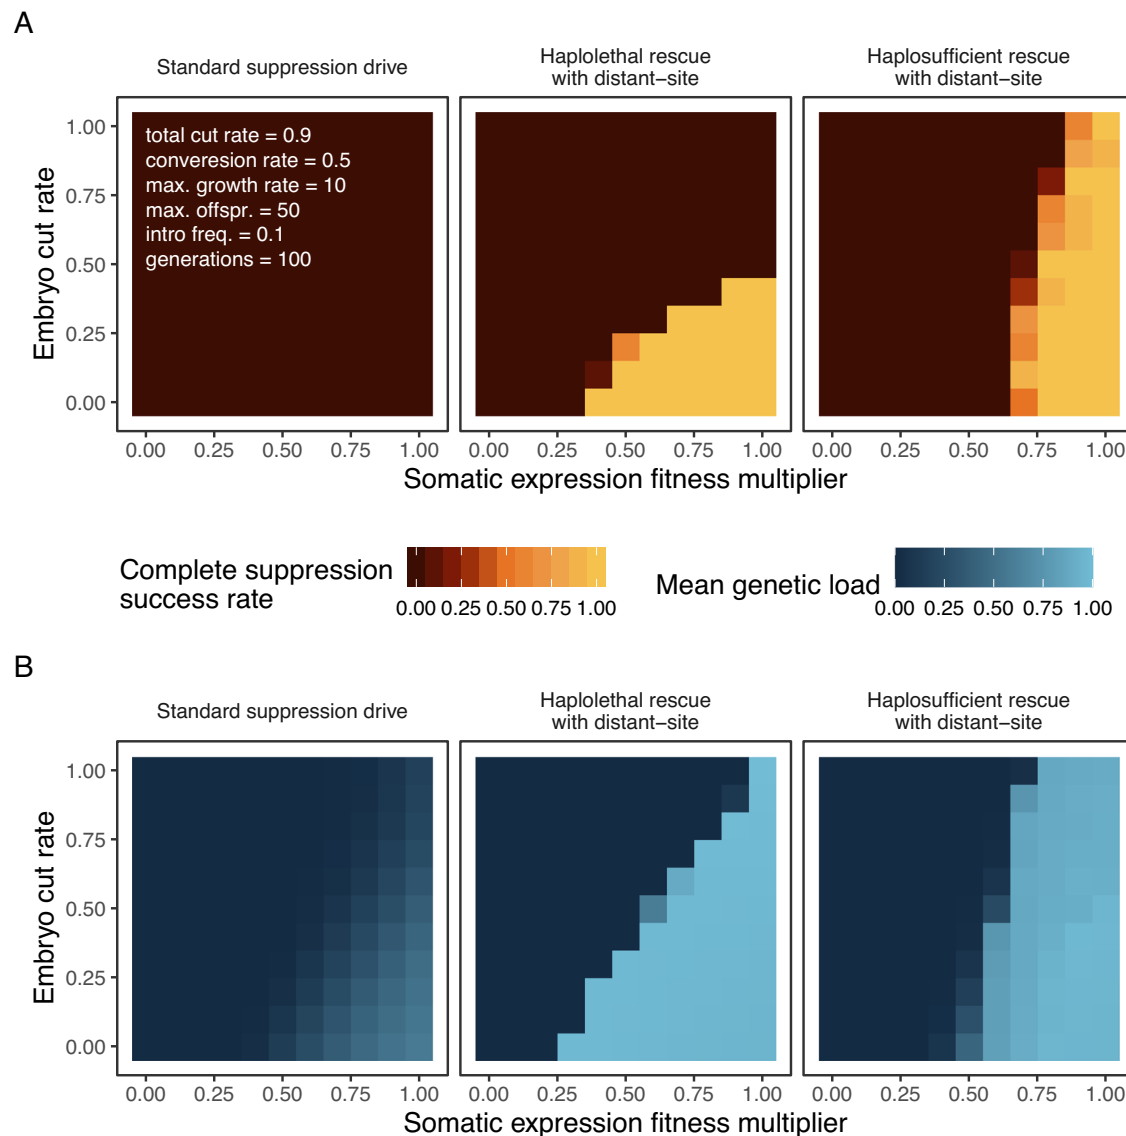 A
Standard suppression drive
Haplolethal rescue
with distant−site
Haplosufficient rescue
with distant−site
total cut rate = 0.9
converesion rate = 0.5
max. growth rate = 10
max. offspr. = 50
intro freq. = 0.1
generations = 100
Embryo cut rate
1.00
0.75
0.50
0.25
0.00
0.00 0.25 0.50 0.75 1.00
0.00 0.25 0.50 0.75 1.00
0.00 0.25 0.50 0.75 1.00
Somatic expression fitness multiplier
Complete suppression
success rate
0.00 0.25 0.50 0.75 1.00
Mean genetic load
0.00 0.25 0.50 0.75 1.00
B
Standard suppression drive
Haplolethal rescue
with distant−site
Haplosufficient rescue
with distant−site
Embryo cut rate
1.00
0.75
0.50
0.25
0.00
0.00 0.25 0.50 0.75 1.00
0.00 0.25 0.50 0.75 1.00
0.00 0.25 0.50 0.75 1.00
Somatic expression fitness multiplier